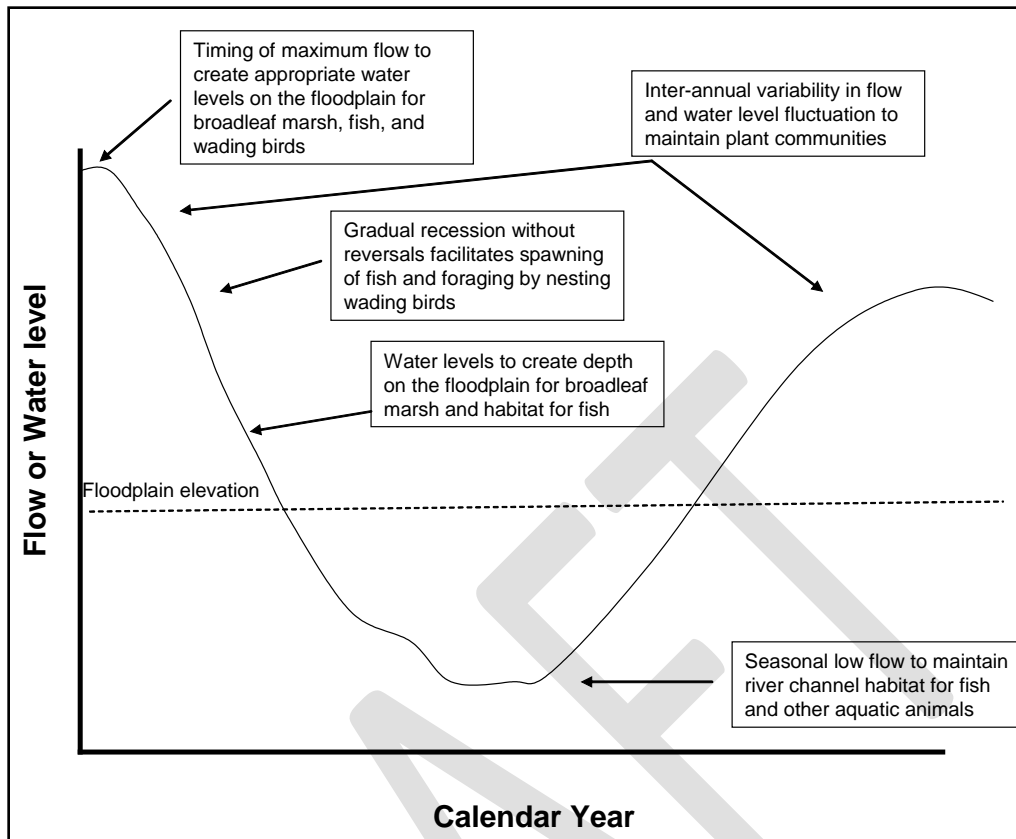 Timing of maximum flow to
create appropriate water
levels on the floodplain for
broadleaf marsh, fish, and
wading birds
Inter-annual variability in flow
and water level fluctuation to
maintain plant communities
Gradual recession without
reversals facilitates spawning
of fish and foraging by nesting
wading birds
Water levels to create depth
on the floodplain for broadleaf
marsh and habitat for fish
Flow or Water level
Floodplain elevation
Seasonal low flow to maintain
river channel habitat for fish
and other aquatic animals
Calendar Year